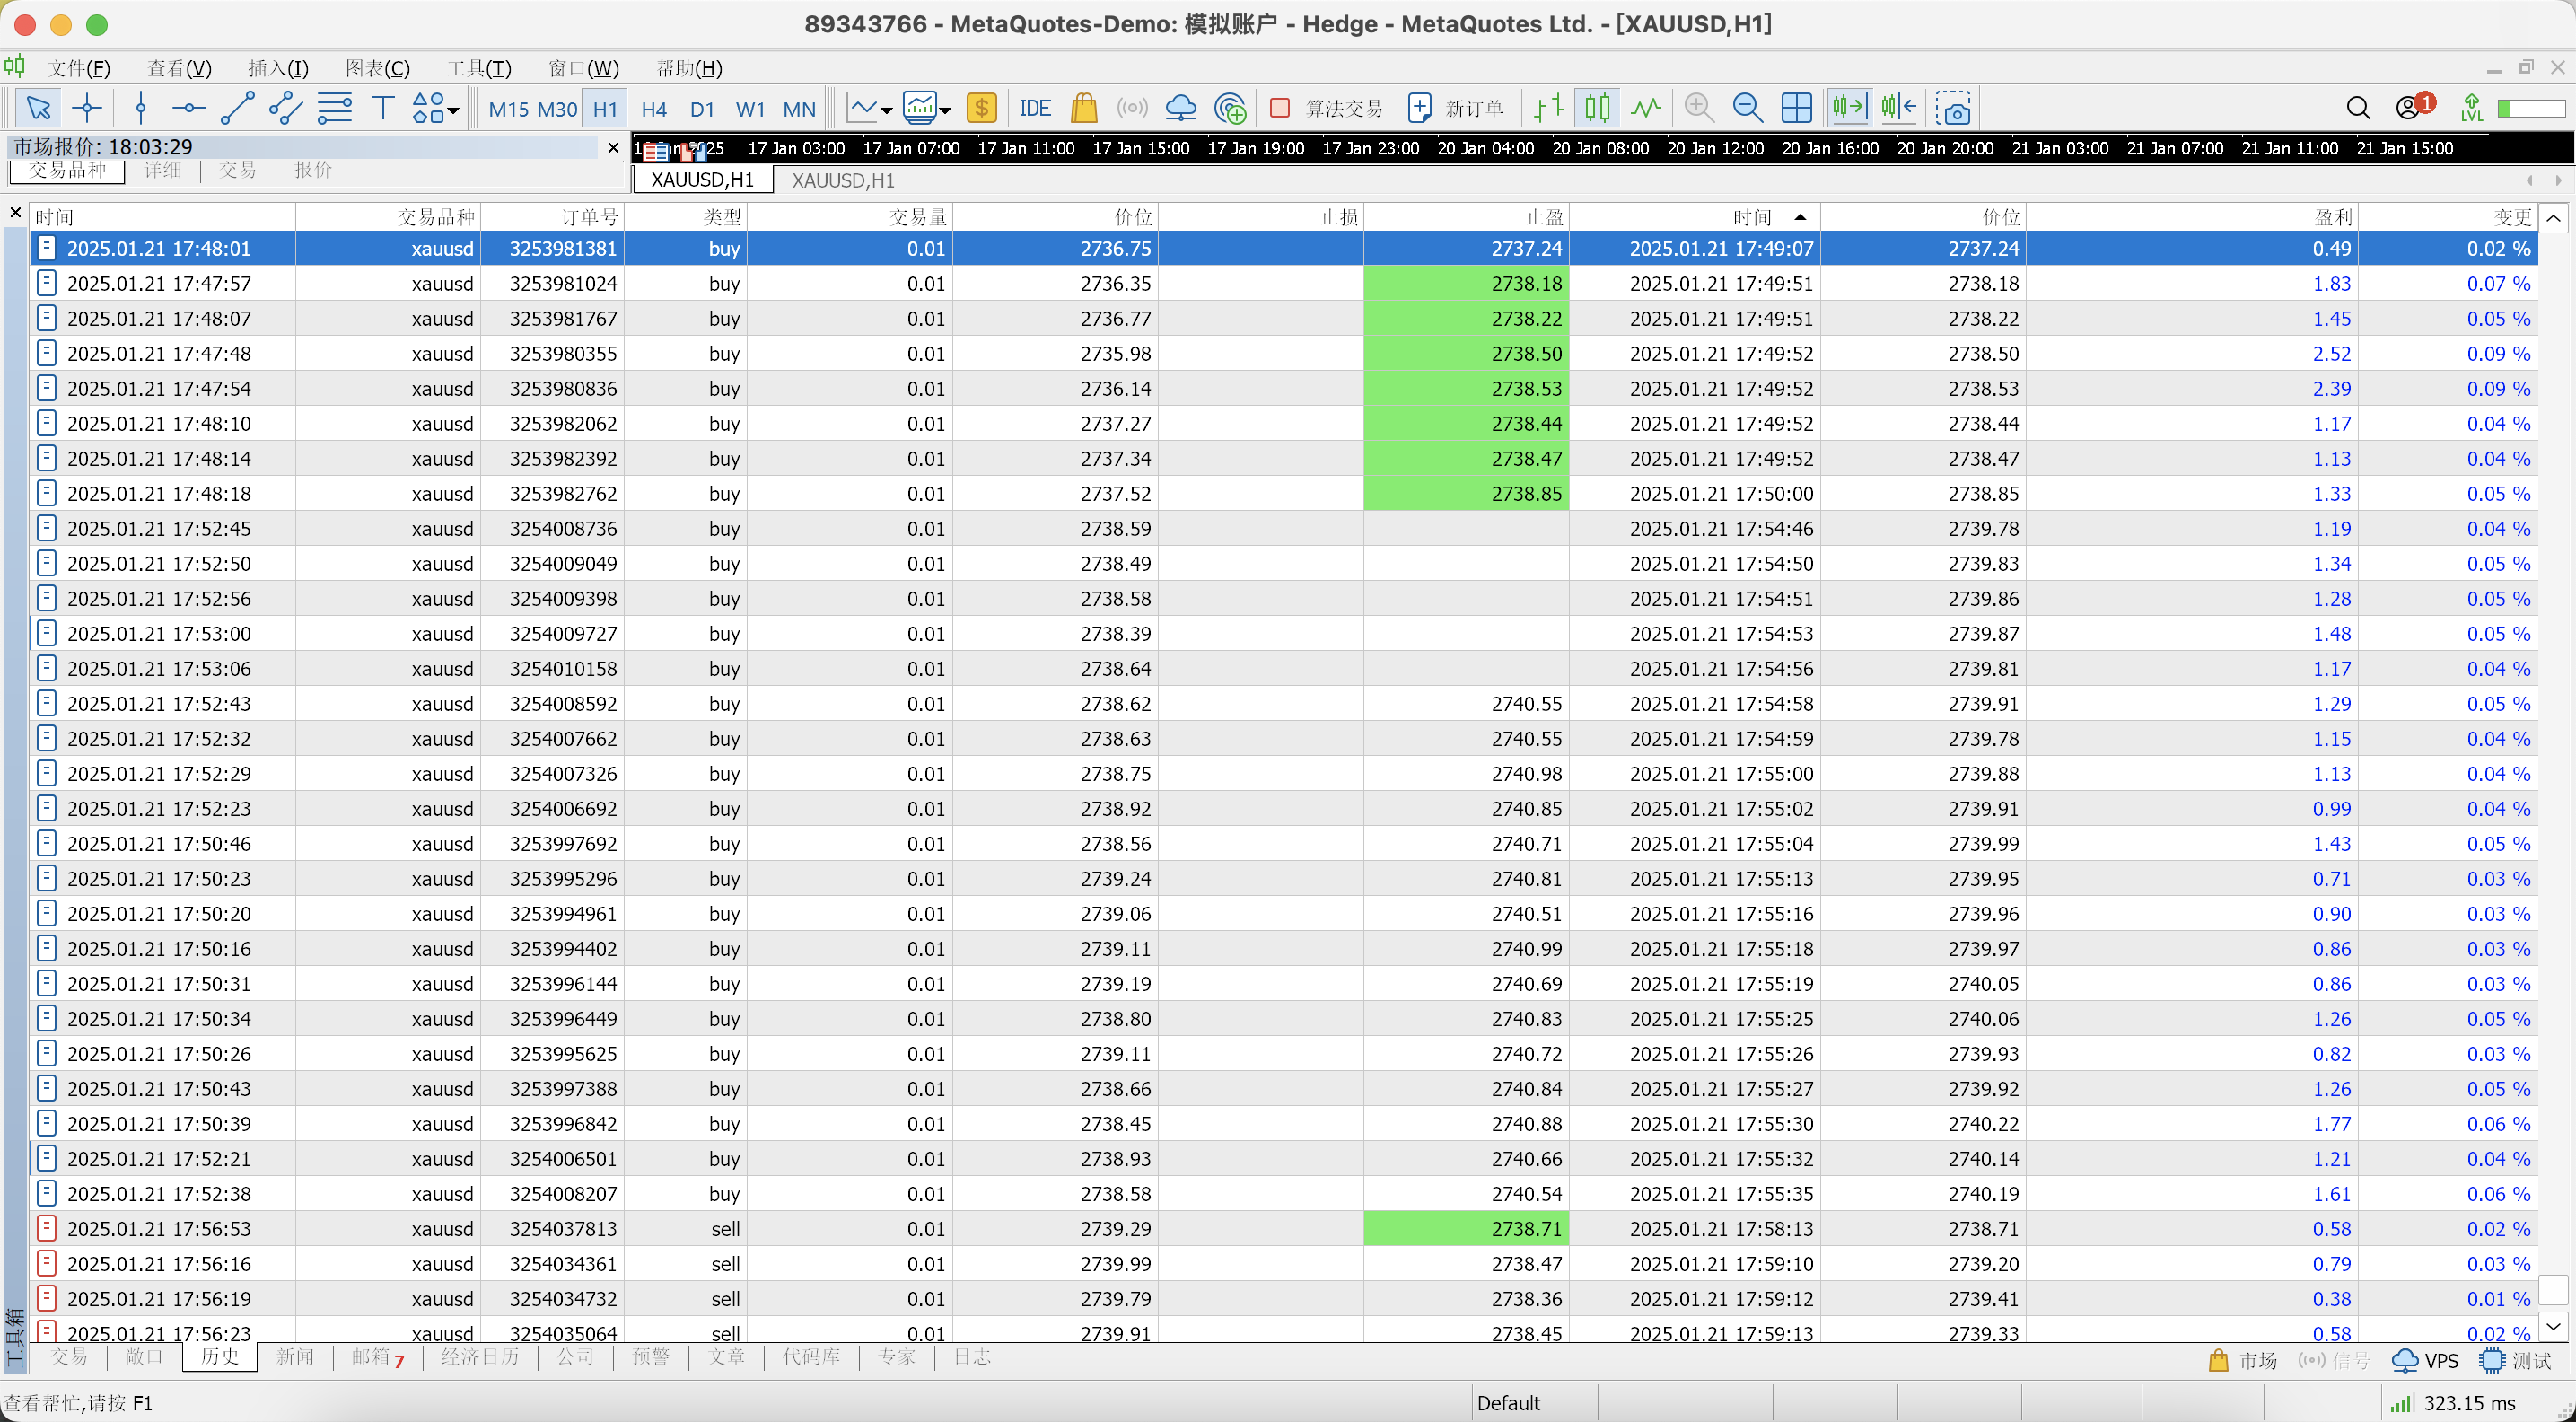 89343766 - MetaQuotes-Demo: 模拟账户 - Hedge - MetaQuotes Ltd. - [XAUUSD,H1]
文件(F) 查看(V) 插入(I) 图表(C) 工具(T) 窗口(W) 帮助(H)
M15 M30 H1 H4 D1 W1 MN IDE 算法交易 新订单 1 LVL
市场报价: 18:03:29
17 Jan 03:00 17 Jan 07:00 17 Jan 11:00 17 Jan 15:00 17 Jan 19:00 17 Jan 23:00 20 Jan 04:00 20 Jan 08:00 20 Jan 12:00 20 Jan 16:00 20 Jan 20:00 21 Jan 03:00 21 Jan 07:00 21 Jan 11:00 21 Jan 15:00
交易品种 详细 交易 报价
XAUUSD,H1 XAUUSD,H1
时间 交易品种 订单号 类型 交易量 价位 止损 止盈 时间 价位 盈利 变更
2025.01.21 17:48:01 xauusd 3253981381 buy 0.01 2736.75 2737.24 2025.01.21 17:49:07 2737.24 0.49 0.02 %
2025.01.21 17:47:57 xauusd 3253981024 buy 0.01 2736.35 2738.18 2025.01.21 17:49:51 2738.18 1.83 0.07 %
2025.01.21 17:48:07 xauusd 3253981767 buy 0.01 2736.77 2738.22 2025.01.21 17:49:51 2738.22 1.45 0.05 %
2025.01.21 17:47:48 xauusd 3253980355 buy 0.01 2735.98 2738.50 2025.01.21 17:49:52 2738.50 2.52 0.09 %
2025.01.21 17:47:54 xauusd 3253980836 buy 0.01 2736.14 2738.53 2025.01.21 17:49:52 2738.53 2.39 0.09 %
2025.01.21 17:48:10 xauusd 3253982062 buy 0.01 2737.27 2738.44 2025.01.21 17:49:52 2738.44 1.17 0.04 %
2025.01.21 17:48:14 xauusd 3253982392 buy 0.01 2737.34 2738.47 2025.01.21 17:49:52 2738.47 1.13 0.04 %
2025.01.21 17:48:18 xauusd 3253982762 buy 0.01 2737.52 2738.85 2025.01.21 17:50:00 2738.85 1.33 0.05 %
2025.01.21 17:52:45 xauusd 3254008736 buy 0.01 2738.59 2025.01.21 17:54:46 2739.78 1.19 0.04 %
2025.01.21 17:52:50 xauusd 3254009049 buy 0.01 2738.49 2025.01.21 17:54:50 2739.83 1.34 0.05 %
2025.01.21 17:52:56 xauusd 3254009398 buy 0.01 2738.58 2025.01.21 17:54:51 2739.86 1.28 0.05 %
2025.01.21 17:53:00 xauusd 3254009727 buy 0.01 2738.39 2025.01.21 17:54:53 2739.87 1.48 0.05 %
2025.01.21 17:53:06 xauusd 3254010158 buy 0.01 2738.64 2025.01.21 17:54:56 2739.81 1.17 0.04 %
2025.01.21 17:52:43 xauusd 3254008592 buy 0.01 2738.62 2740.55 2025.01.21 17:54:58 2739.91 1.29 0.05 %
2025.01.21 17:52:32 xauusd 3254007662 buy 0.01 2738.63 2740.55 2025.01.21 17:54:59 2739.78 1.15 0.04 %
2025.01.21 17:52:29 xauusd 3254007326 buy 0.01 2738.75 2740.98 2025.01.21 17:55:00 2739.88 1.13 0.04 %
2025.01.21 17:52:23 xauusd 3254006692 buy 0.01 2738.92 2740.85 2025.01.21 17:55:02 2739.91 0.99 0.04 %
2025.01.21 17:50:46 xauusd 3253997692 buy 0.01 2738.56 2740.71 2025.01.21 17:55:04 2739.99 1.43 0.05 %
2025.01.21 17:50:23 xauusd 3253995296 buy 0.01 2739.24 2740.81 2025.01.21 17:55:13 2739.95 0.71 0.03 %
2025.01.21 17:50:20 xauusd 3253994961 buy 0.01 2739.06 2740.51 2025.01.21 17:55:16 2739.96 0.90 0.03 %
2025.01.21 17:50:16 xauusd 3253994402 buy 0.01 2739.11 2740.99 2025.01.21 17:55:18 2739.97 0.86 0.03 %
2025.01.21 17:50:31 xauusd 3253996144 buy 0.01 2739.19 2740.69 2025.01.21 17:55:19 2740.05 0.86 0.03 %
2025.01.21 17:50:34 xauusd 3253996449 buy 0.01 2738.80 2740.83 2025.01.21 17:55:25 2740.06 1.26 0.05 %
2025.01.21 17:50:26 xauusd 3253995625 buy 0.01 2739.11 2740.72 2025.01.21 17:55:26 2739.93 0.82 0.03 %
2025.01.21 17:50:43 xauusd 3253997388 buy 0.01 2738.66 2740.84 2025.01.21 17:55:27 2739.92 1.26 0.05 %
2025.01.21 17:50:39 xauusd 3253996842 buy 0.01 2738.45 2740.88 2025.01.21 17:55:30 2740.22 1.77 0.06 %
2025.01.21 17:52:21 xauusd 3254006501 buy 0.01 2738.93 2740.66 2025.01.21 17:55:32 2740.14 1.21 0.04 %
2025.01.21 17:52:38 xauusd 3254008207 buy 0.01 2738.58 2740.54 2025.01.21 17:55:35 2740.19 1.61 0.06 %
2025.01.21 17:56:53 xauusd 3254037813 sell 0.01 2739.29 2738.71 2025.01.21 17:58:13 2738.71 0.58 0.02 %
2025.01.21 17:56:16 xauusd 3254034361 sell 0.01 2739.99 2738.47 2025.01.21 17:59:10 2739.20 0.79 0.03 %
2025.01.21 17:56:19 xauusd 3254034732 sell 0.01 2739.79 2738.36 2025.01.21 17:59:12 2739.41 0.38 0.01 %
2025.01.21 17:56:23 xauusd 3254035064 sell 0.01 2739.91 2738.45 2025.01.21 17:59:13 2739.33 0.58 0.02 %
工具箱
交易 敞口 历史 新闻 邮箱 7 经济日历 公司 预警 文章 代码库 专家 日志 市场 信号 VPS 测试
查看帮忙,请按 F1 Default 323.15 ms